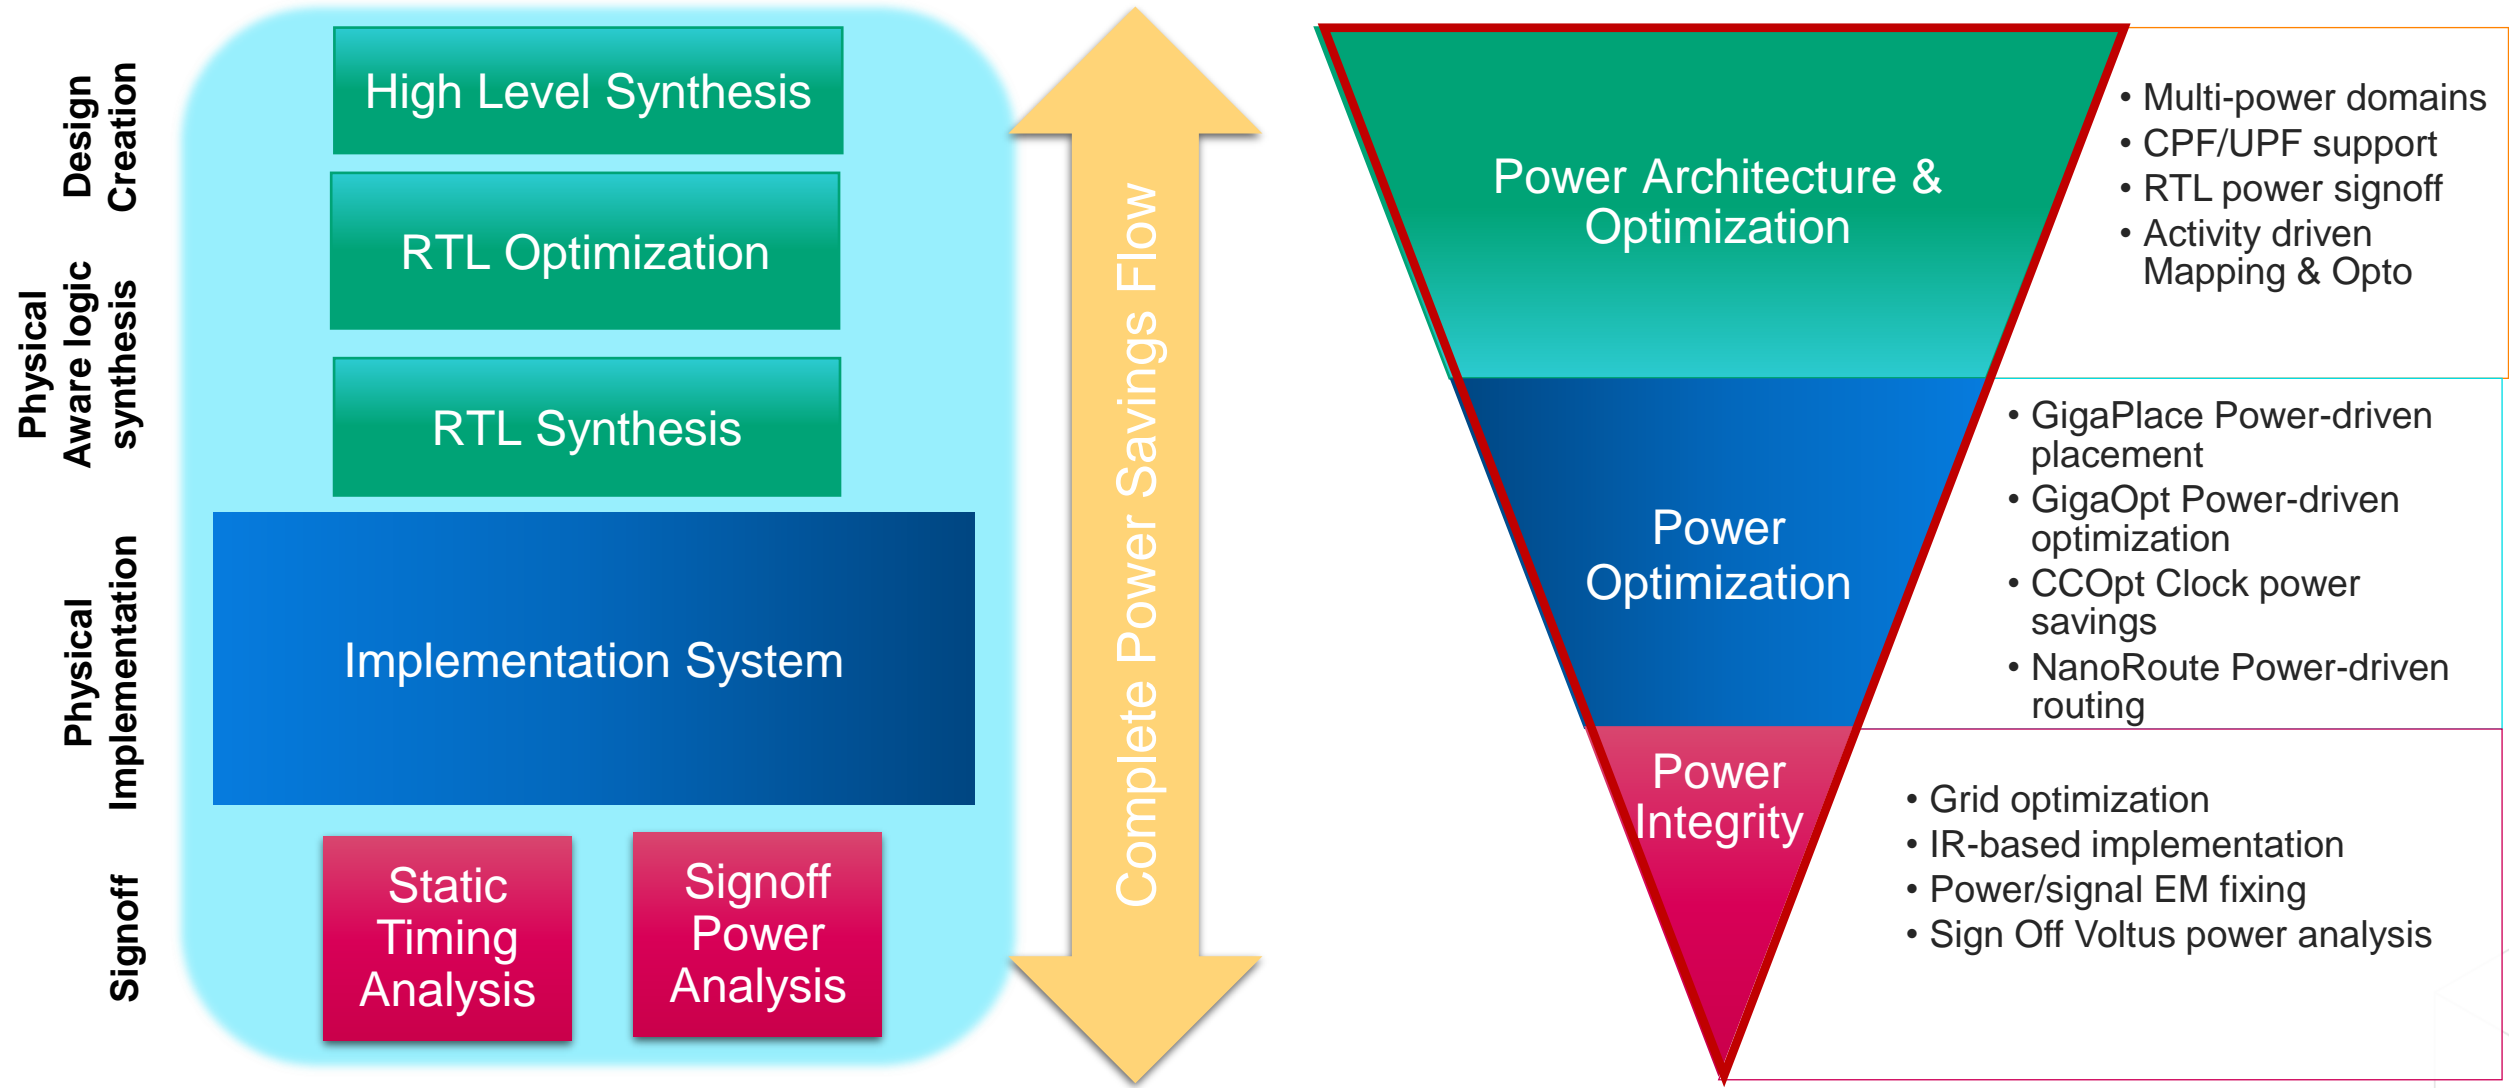 Design
Creation
Physical
Aware logic
synthesis
Physical
Implementation
Signoff
High Level Synthesis
RTL Optimization
RTL Synthesis
Implementation System
Static
Timing
Analysis
Signoff
Power
Analysis
Complete Power Savings Flow
Power Architecture &
Optimization
Power
Optimization
Power
Integrity
• Multi-power domains
• CPF/UPF support
• RTL power signoff
• Activity driven
Mapping & Opto
• GigaPlace Power-driven
placement
• GigaOpt Power-driven
optimization
• CCOpt Clock power
savings
• NanoRoute Power-driven
routing
• Grid optimization
• IR-based implementation
• Power/signal EM fixing
• Sign Off Voltus power analysis